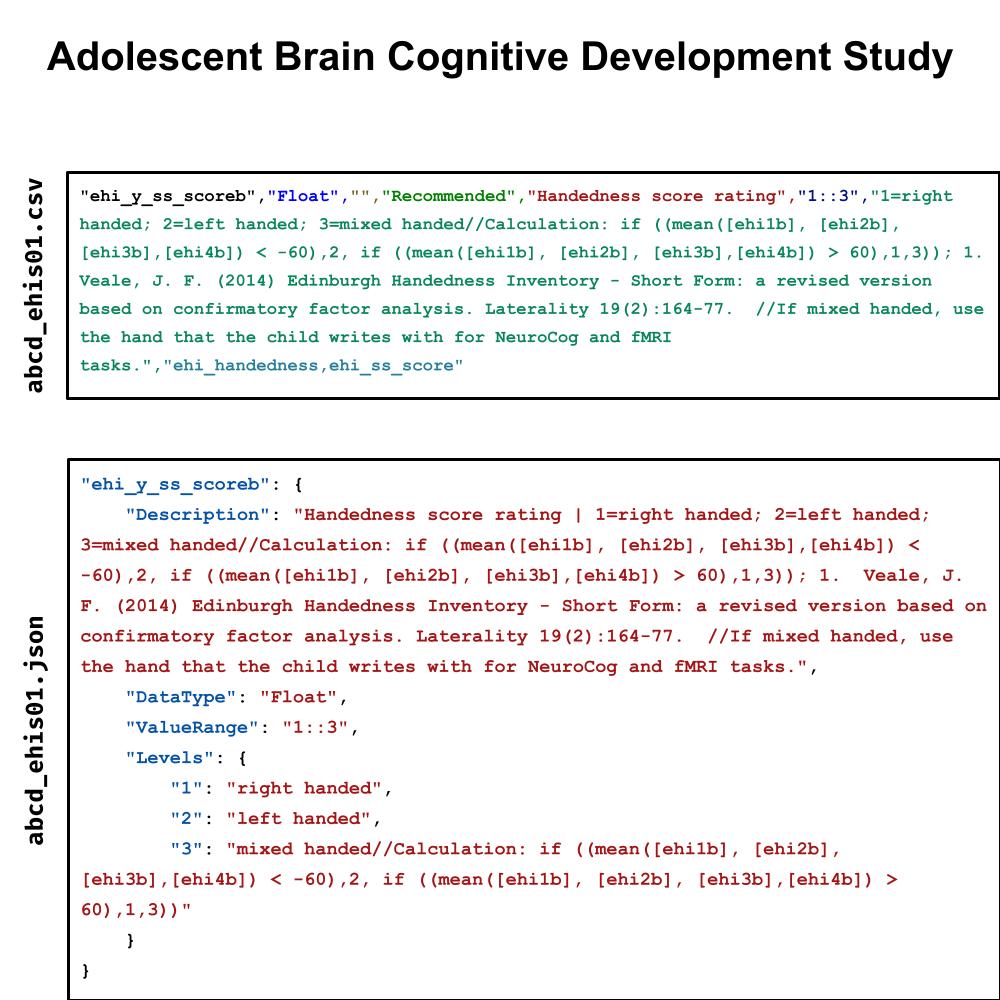 Adolescent Brain Cognitive Development Study
abcd_ehis01.csv
"ehi_y_ss_scoreb","Float","","Recommended","Handedness score rating","1::3","1=right
handed; 2=left handed; 3=mixed handed//Calculation: if ((mean([ehi1b], [ehi2b],
[ehi3b],[ehi4b]) < -60),2, if ((mean([ehi1b], [ehi2b], [ehi3b],[ehi4b]) > 60),1,3)); 1.
Veale, J. F. (2014) Edinburgh Handedness Inventory - Short Form: a revised version
based on confirmatory factor analysis. Laterality 19(2):164-77.  //If mixed handed, use
the hand that the child writes with for NeuroCog and fMRI
tasks.","ehi_handedness,ehi_ss_score"
abcd_ehis01.json
"ehi_y_ss_scoreb": {
    "Description": "Handedness score rating | 1=right handed; 2=left handed;
3=mixed handed//Calculation: if ((mean([ehi1b], [ehi2b], [ehi3b],[ehi4b]) <
-60),2, if ((mean([ehi1b], [ehi2b], [ehi3b],[ehi4b]) > 60),1,3)); 1.  Veale, J.
F. (2014) Edinburgh Handedness Inventory - Short Form: a revised version based on
confirmatory factor analysis. Laterality 19(2):164-77.  //If mixed handed, use
the hand that the child writes with for NeuroCog and fMRI tasks.",
    "DataType": "Float",
    "ValueRange": "1::3",
    "Levels": {
        "1": "right handed",
        "2": "left handed",
        "3": "mixed handed//Calculation: if ((mean([ehi1b], [ehi2b],
[ehi3b],[ehi4b]) < -60),2, if ((mean([ehi1b], [ehi2b], [ehi3b],[ehi4b]) >
60),1,3))"
    }
}